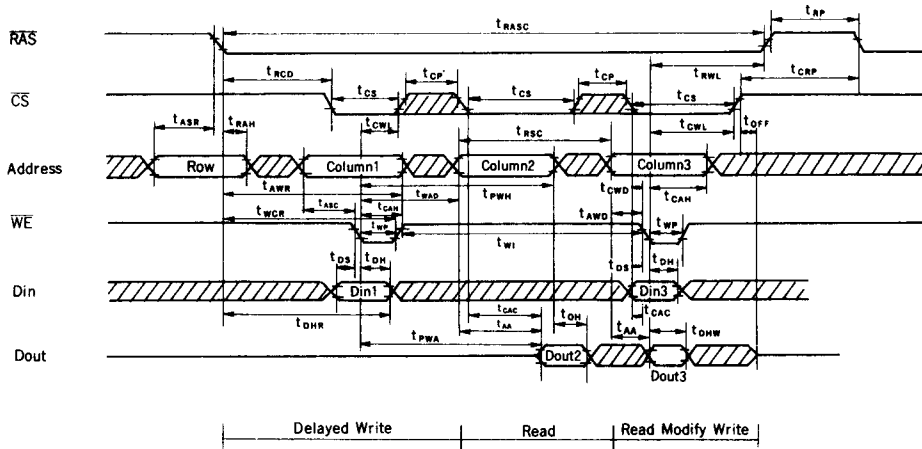 tRP
tRASC
RAS
tRWL
tCRP
tRCD
tCP
tCP
CS
tCS
tCS
tCS
tOFF
tASR
tRAH
tCWL
tCWL
tRSC
Address
Row
Column1
Column2
Column3
tAWR
tWAD
tPWH
tCWD
tCAH
tASC
tCAH
tWCR
tAWD
WE
tWP
tWP
tWI
tDS
tDH
tDS
tDH
Din
Din1
Din3
tDHR
tCAC
tOH
tCAC
tAA
tAA
tDHW
tPWA
Dout
Dout2
Dout3
Delayed Write
Read
Read Modify Write